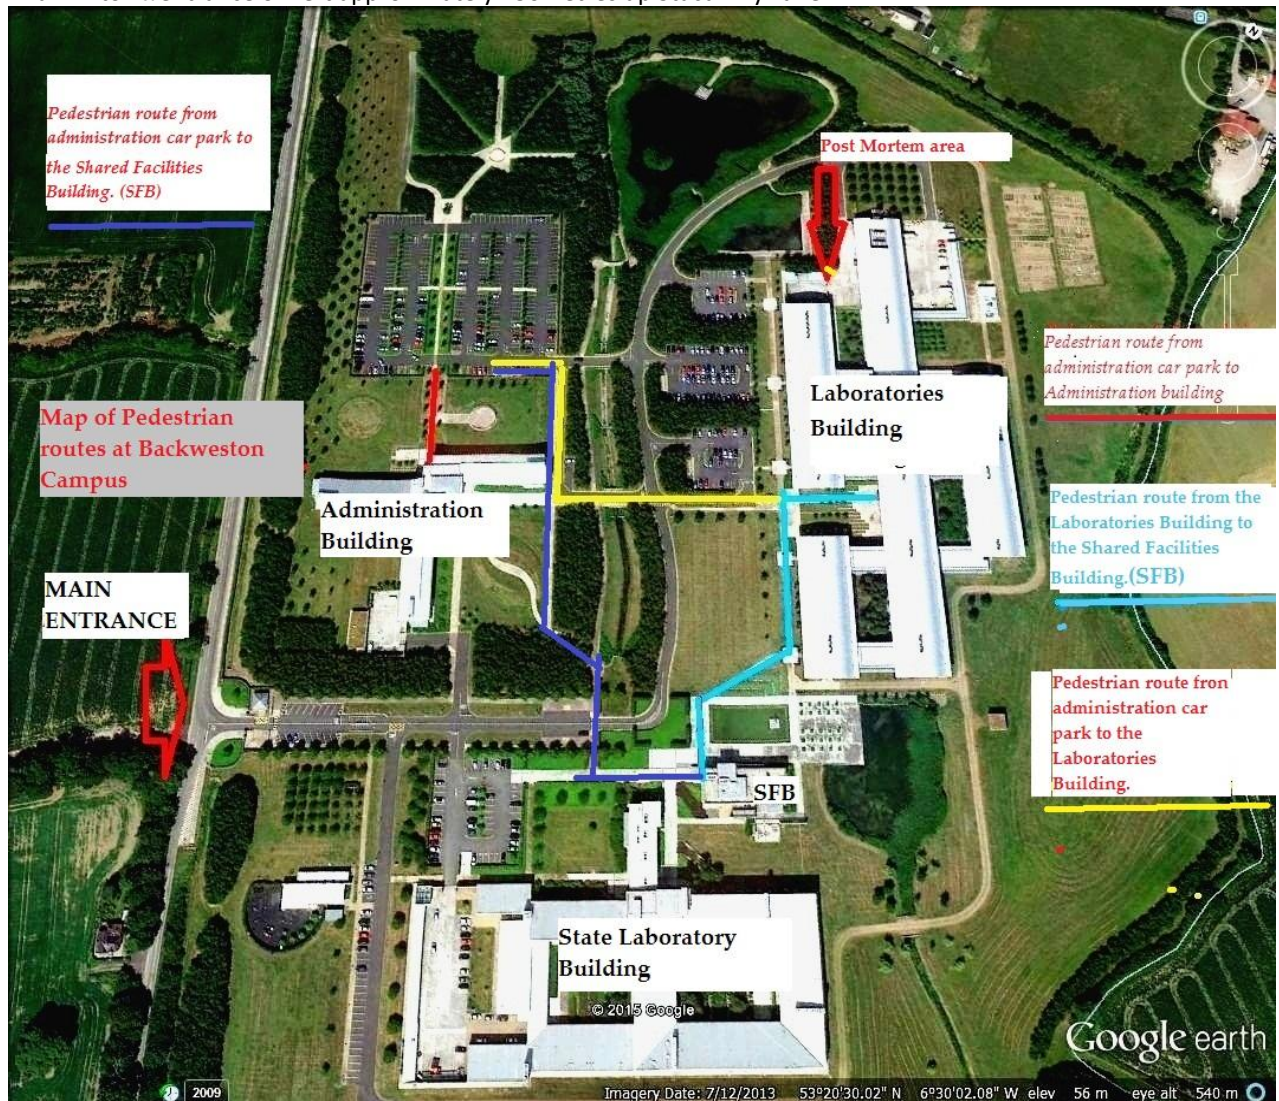 Pedestrian route from
administration car park to
the Shared Facilities
Building. (SFB)
Post Mortem area
N
Pedestrian route from
administration car park to
Administration building
Laboratories
Building
Map of Pedestrian
routes at Backweston
Campus
Administration
Building
Pedestrian route from the
Laboratories Building to
the Shared Facilities
Building.(SFB)
MAIN
ENTRANCE
Pedestrian route fron
administration car
park to the
Laboratories
Building.
SFB
State Laboratory
Building
© 2015 Google
Google earth
2009
Imagery Date: 7/12/2013 53°20'30.02" N 6°30'02.08" W elev 56 m eye alt 540 m